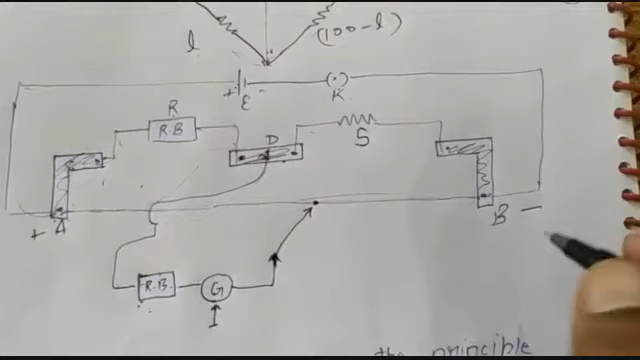 l (100-l)
+ E K
R
R.B D S
+ A B -
R.B. G
the principle